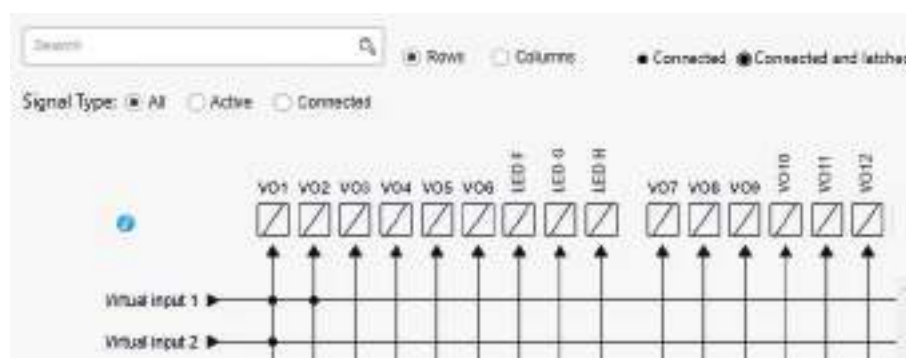 Search
Rows Columns Connected Connected and latched
Signal Type: All Active Connected
VO1 VO2 VO3 VO4 VO5 VO6 LED F LED G LED H VO7 VO8 VO9 VO10 VO11 VO12
Virtual input 1
Virtual input 2